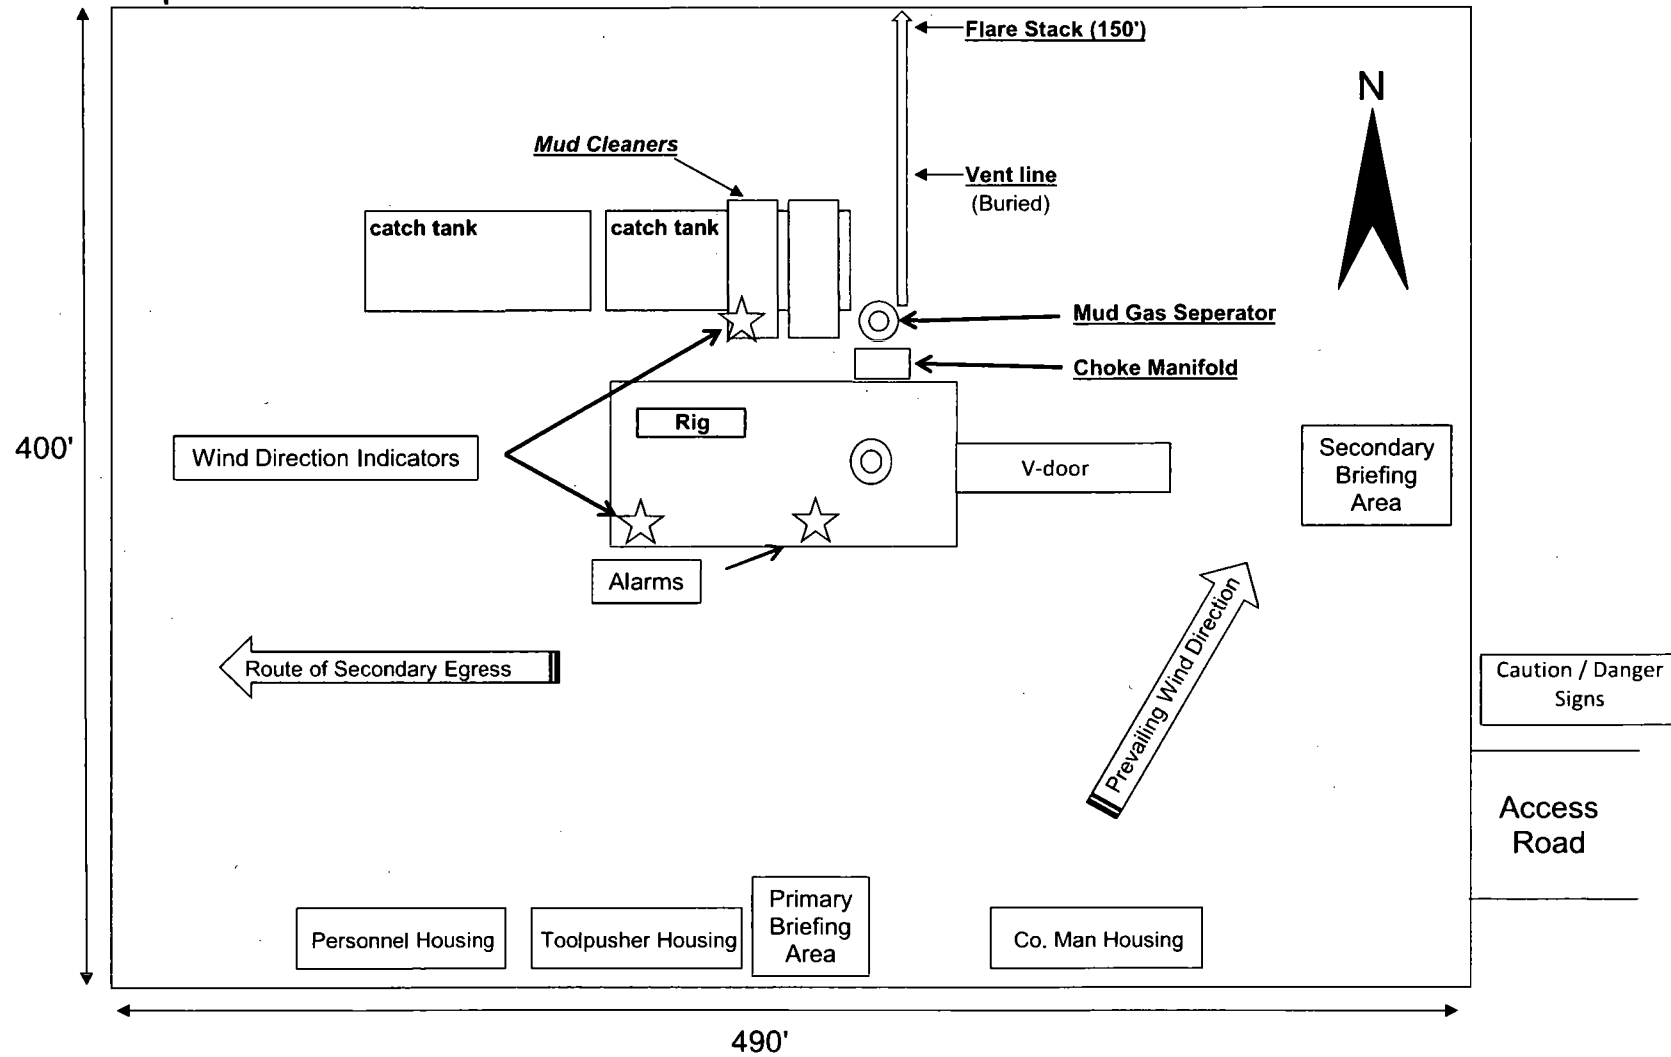 Flare Stack (150')
N
Mud Cleaners
Vent line
(Buried)
catch tank
catch tank
Mud Gas Seperator
Choke Manifold
Rig
400'
Wind Direction Indicators
V-door
Secondary
Briefing
Area
Alarms
Prevailing Wind Direction
Route of Secondary Egress
Caution / Danger
Signs
Access
Road
Primary
Briefing
Area
Personnel Housing
Toolpusher Housing
Co. Man Housing
490'